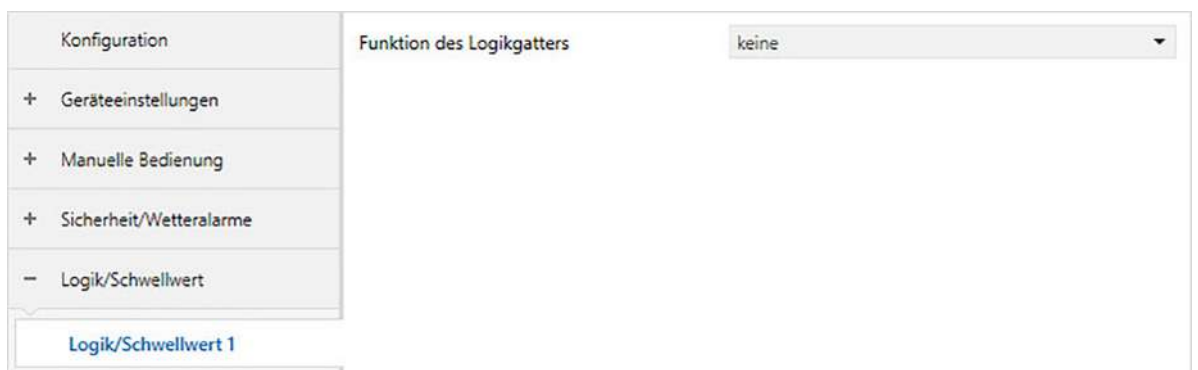 Konfiguration
Funktion des Logikgatters keine
+ Geräteeinstellungen
+ Manuelle Bedienung
+ Sicherheit/Wetteralarme
− Logik/Schwellwert
Logik/Schwellwert 1